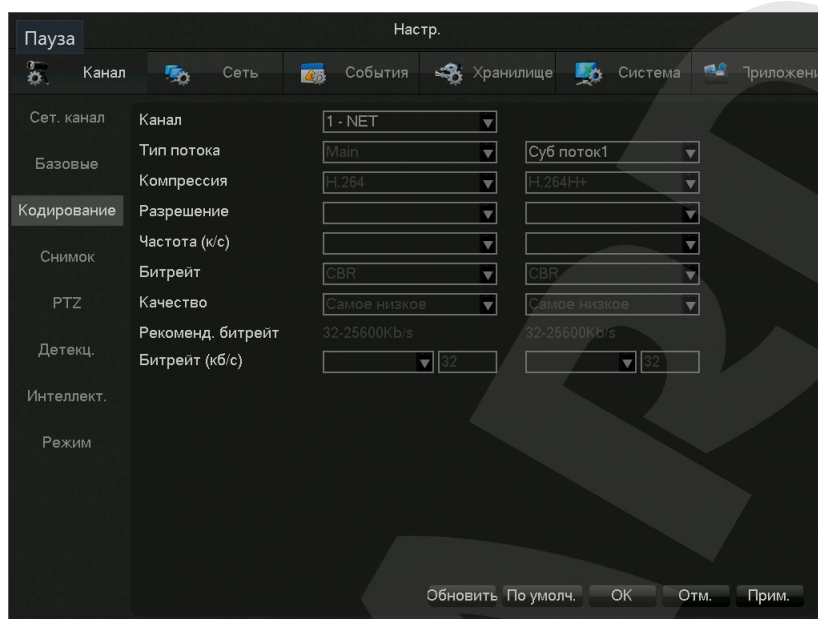 Настр.
Пауза
Канал Сеть События Хранилище Система Приложени
Сет. канал
Базовые
Кодирование
Снимок
PTZ
Детекц.
Интеллект.
Режим
Канал 1 - NET
Тип потока Main Суб поток1
Компрессия H.264 H.264H+
Разрешение
Частота (к/с)
Битрейт CBR CBR
Качество Самое низкое Самое низкое
Рекоменд. битрейт 32-25600Kb/s 32-25600Kb/s
Битрейт (кб/с) 32 32
Обновить По умолч. OK Отм. Прим.